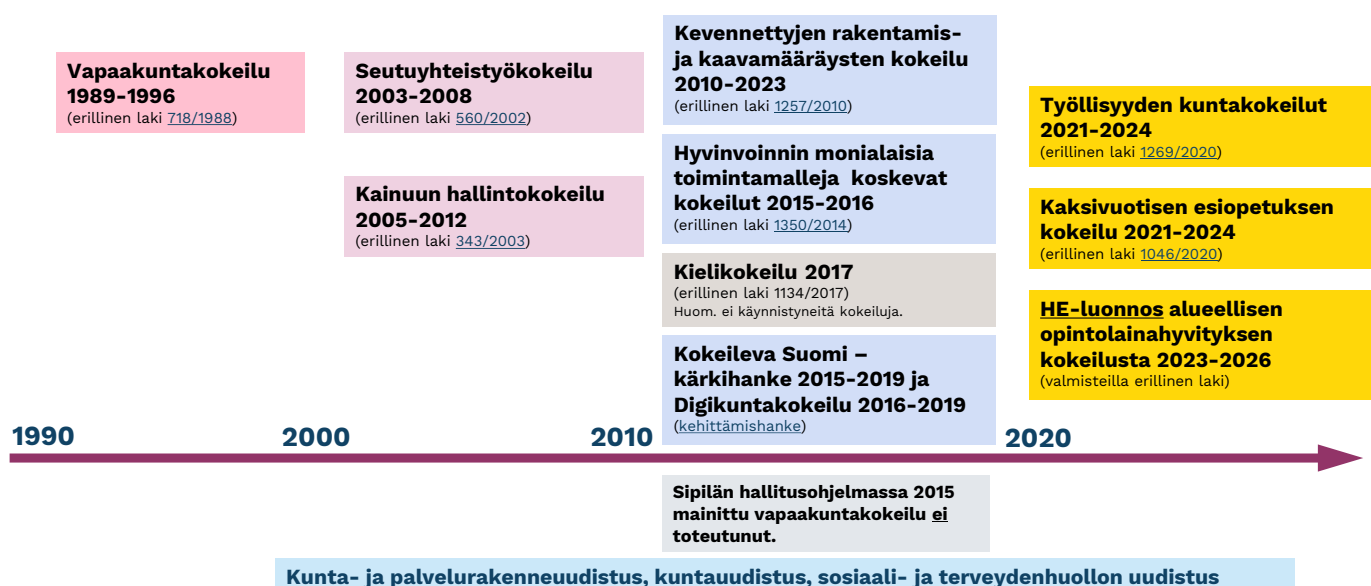 Vapaakuntakokeilu
1989-1996
(erillinen laki 718/1988)
Seutuyhteistyökokeilu
2003-2008
(erillinen laki 560/2002)
Kainuun hallintokokeilu
2005-2012
(erillinen laki 343/2003)
Kevennettyjen rakentamis-
ja kaavamääräysten kokeilu
2010-2023
(erillinen laki 1257/2010)
Hyvinvoinnin monialaisia
toimintamalleja koskevat
kokeilut 2015-2016
(erillinen laki 1350/2014)
Kielikokeilu 2017
(erillinen laki 1134/2017)
Huom. ei käynnistyneitä kokeiluja.
Kokeileva Suomi –
kärkihanke 2015-2019 ja
Digikuntakokeilu 2016-2019
(kehittämishanke)
Työllisyyden kuntakokeilut
2021-2024
(erillinen laki 1269/2020)
Kaksivuotisen esiopetuksen
kokeilu 2021-2024
(erillinen laki 1046/2020)
HE-luonnos alueellisen
opintolainahyvityksen
kokeilusta 2023-2026
(valmisteilla erillinen laki)
1990
2000
2010
2020
Sipilän hallitusohjelmassa 2015
mainittu vapaakuntakokeilu ei
toteutunut.
Kunta- ja palvelurakenneuudistus, kuntauudistus, sosiaali- ja terveydenhuollon uudistus